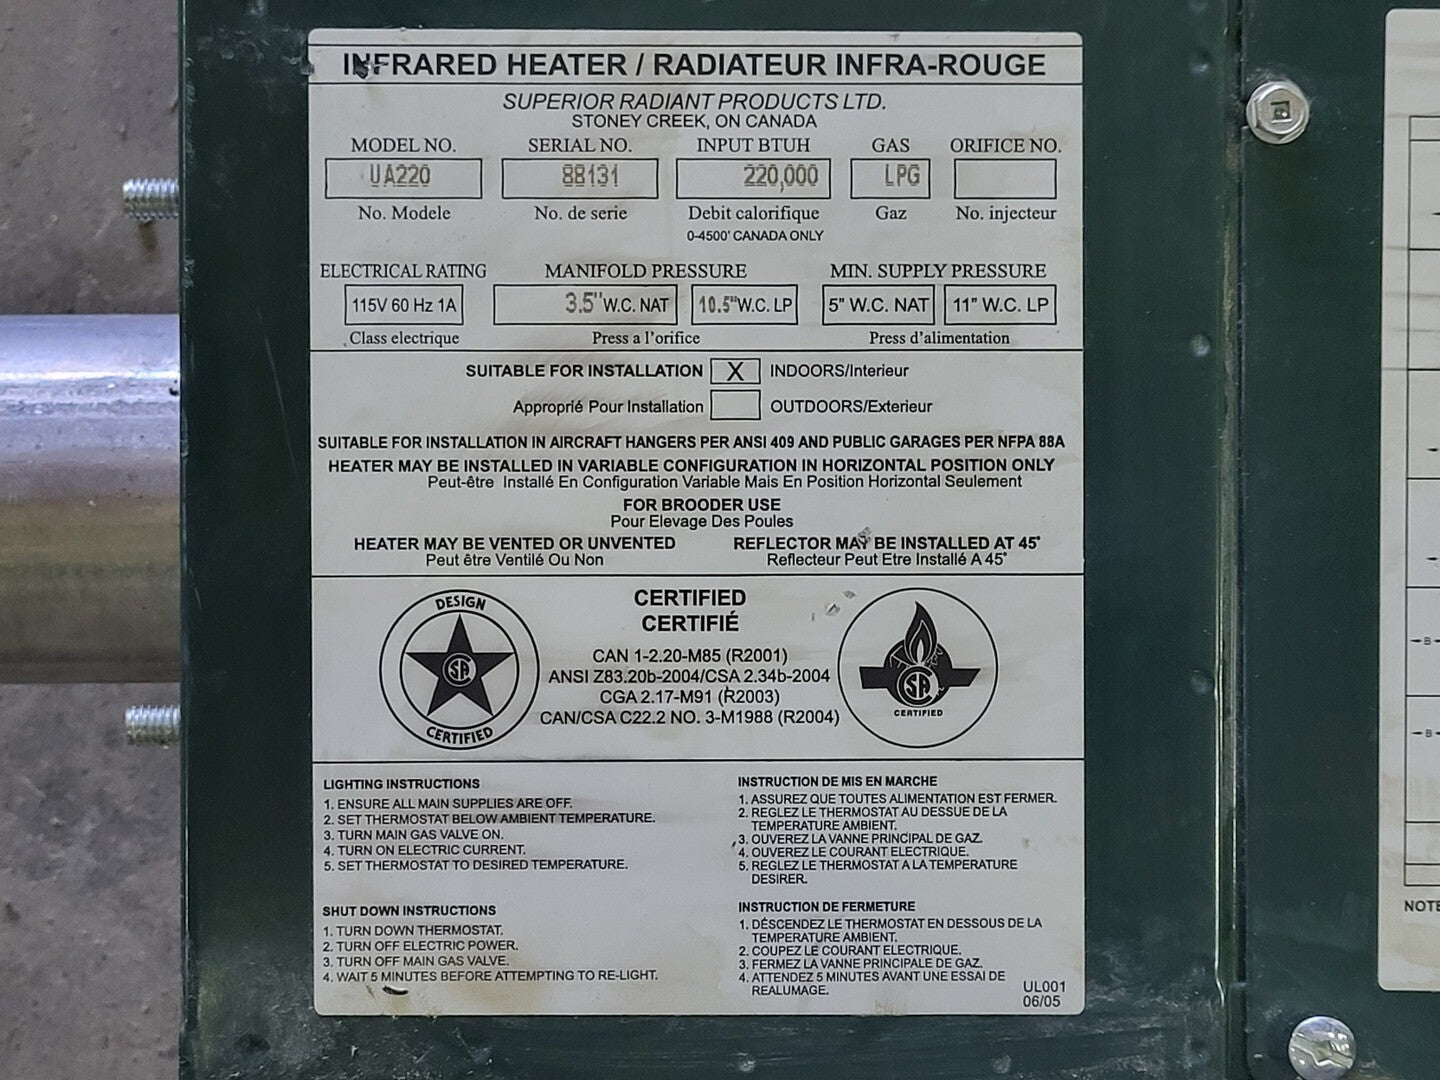 INFRARED HEATER / RADIATEUR INFRA-ROUGE
SUPERIOR RADIANT PRODUCTS LTD.
STONEY CREEK, ON CANADA
MODEL NO. SERIAL NO. INPUT BTUH GAS ORIFICE NO.
UA220 88131 220,000 LPG
No. Modele No. de serie Debit calorifique Gaz No. injecteur
0-4500' CANADA ONLY
ELECTRICAL RATING MANIFOLD PRESSURE MIN. SUPPLY PRESSURE
115V 60 Hz 1A 3.5" W.C. NAT 10.5" W.C. LP 5" W.C. NAT 11" W.C. LP
Class electrique Press a l'orifice Press d'alimentation
SUITABLE FOR INSTALLATION X INDOORS/Interieur
Approprié Pour Installation OUTDOORS/Exterieur
SUITABLE FOR INSTALLATION IN AIRCRAFT HANGERS PER ANSI 409 AND PUBLIC GARAGES PER NFPA 88A
HEATER MAY BE INSTALLED IN VARIABLE CONFIGURATION IN HORIZONTAL POSITION ONLY
Peut-être Installé En Configuration Variable Mais En Position Horizontal Seulement
FOR BROODER USE
Pour Elevage Des Poules
HEATER MAY BE VENTED OR UNVENTED REFLECTOR MAY BE INSTALLED AT 45°
Peut être Ventilé Ou Non Reflecteur Peut Etre Installé A 45°
DESIGN
CERTIFIED
CERTIFIED
CERTIFIÉ
CAN 1-2.20-M85 (R2001)
ANSI Z83.20b-2004/CSA 2.34b-2004
CGA 2.17-M91 (R2003)
CAN/CSA C22.2 NO. 3-M1988 (R2004)
CERTIFIED
LIGHTING INSTRUCTIONS
1. ENSURE ALL MAIN SUPPLIES ARE OFF.
2. SET THERMOSTAT BELOW AMBIENT TEMPERATURE.
3. TURN MAIN GAS VALVE ON.
4. TURN ON ELECTRIC CURRENT.
5. SET THERMOSTAT TO DESIRED TEMPERATURE.
SHUT DOWN INSTRUCTIONS
1. TURN DOWN THERMOSTAT.
2. TURN OFF ELECTRIC POWER.
3. TURN OFF MAIN GAS VALVE.
4. WAIT 5 MINUTES BEFORE ATTEMPTING TO RE-LIGHT.
INSTRUCTION DE MIS EN MARCHE
1. ASSUREZ QUE TOUTES ALIMENTATION EST FERMER.
2. REGLEZ LE THERMOSTAT AU DESSUE DE LA
TEMPERATURE AMBIENT.
3. OUVEREZ LA VANNE PRINCIPAL DE GAZ.
4. OUVEREZ LE COURANT ELECTRIQUE.
5. REGLEZ LE THERMOSTAT A LA TEMPERATURE
DESIRER.
INSTRUCTION DE FERMETURE
1. DÉSCENDEZ LE THERMOSTAT EN DESSOUS DE LA
TEMPERATURE AMBIENT.
2. COUPEZ LE COURANT ELECTRIQUE.
3. FERMEZ LA VANNE PRINCIPALE DE GAZ.
4. ATTENDEZ 5 MINUTES AVANT UNE ESSAI DE
REALUMAGE.
UL001
06/05
B
B
NOTE